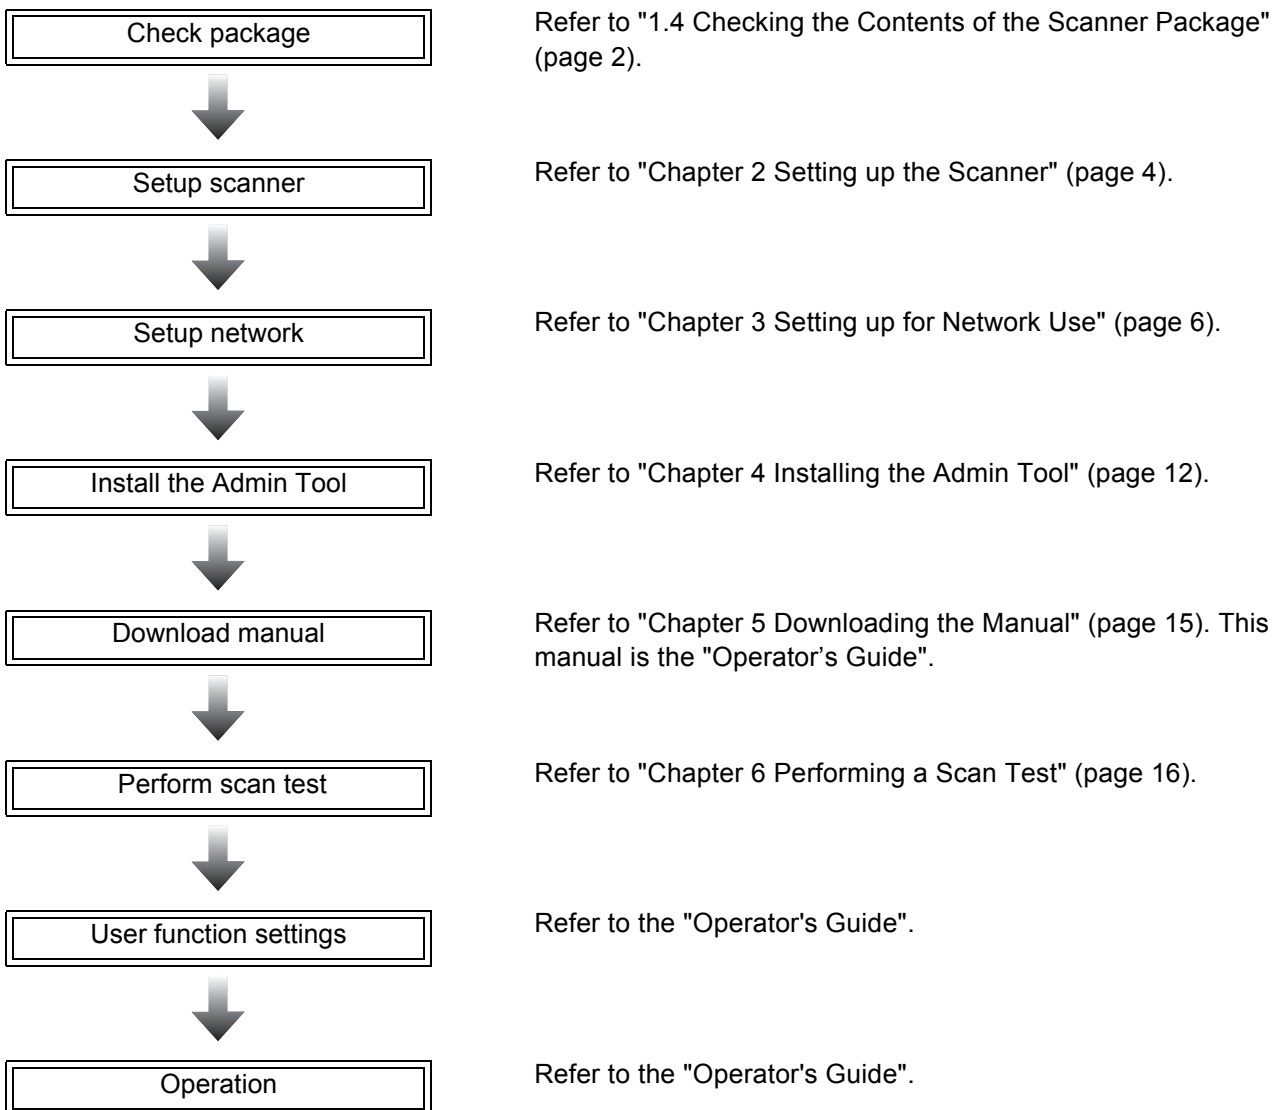 Check package
Refer to "1.4 Checking the Contents of the Scanner Package"
(page 2).
Setup scanner
Refer to "Chapter 2 Setting up the Scanner" (page 4).
Setup network
Refer to "Chapter 3 Setting up for Network Use" (page 6).
Install the Admin Tool
Refer to "Chapter 4 Installing the Admin Tool" (page 12).
Download manual
Refer to "Chapter 5 Downloading the Manual" (page 15). This
manual is the "Operator’s Guide".
Perform scan test
Refer to "Chapter 6 Performing a Scan Test" (page 16).
User function settings
Refer to the "Operator's Guide".
Operation
Refer to the "Operator's Guide".